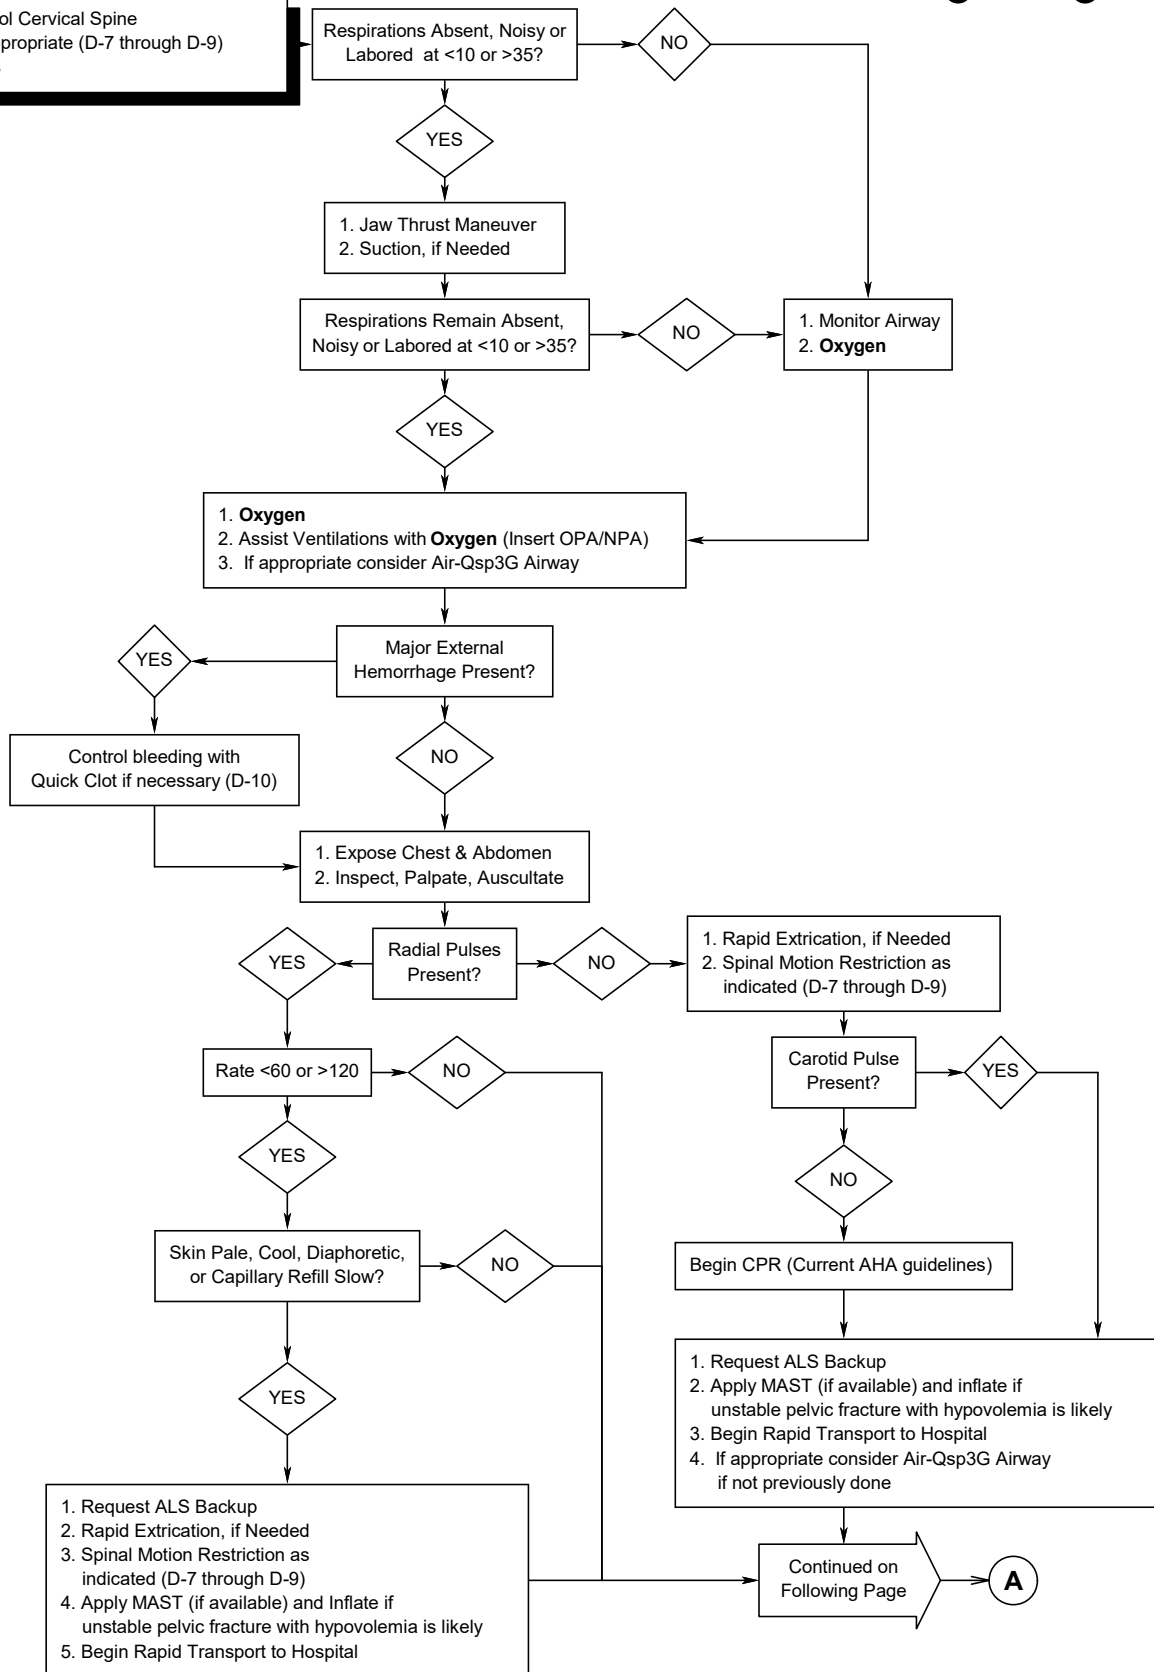 ol Cervical Spine
propriate (D-7 through D-9)
Respirations Absent, Noisy or
Labored at <10 or >35?
NO
YES
1. Jaw Thrust Maneuver
2. Suction, if Needed
Respirations Remain Absent,
Noisy or Labored at <10 or >35?
NO
1. Monitor Airway
2. Oxygen
YES
1. Oxygen
2. Assist Ventilations with Oxygen (Insert OPA/NPA)
3. If appropriate consider Air-Qsp3G Airway
Major External
Hemorrhage Present?
YES
Control bleeding with
Quick Clot if necessary (D-10)
NO
1. Expose Chest & Abdomen
2. Inspect, Palpate, Auscultate
Radial Pulses
Present?
YES
NO
1. Rapid Extrication, if Needed
2. Spinal Motion Restriction as
indicated (D-7 through D-9)
Rate <60 or >120
NO
Carotid Pulse
Present?
YES
YES
NO
Skin Pale, Cool, Diaphoretic,
or Capillary Refill Slow?
NO
Begin CPR (Current AHA guidelines)
YES
1. Request ALS Backup
2. Apply MAST (if available) and inflate if
unstable pelvic fracture with hypovolemia is likely
3. Begin Rapid Transport to Hospital
4. If appropriate consider Air-Qsp3G Airway
if not previously done
1. Request ALS Backup
2. Rapid Extrication, if Needed
3. Spinal Motion Restriction as
indicated (D-7 through D-9)
4. Apply MAST (if available) and Inflate if
unstable pelvic fracture with hypovolemia is likely
5. Begin Rapid Transport to Hospital
Continued on
Following Page
A